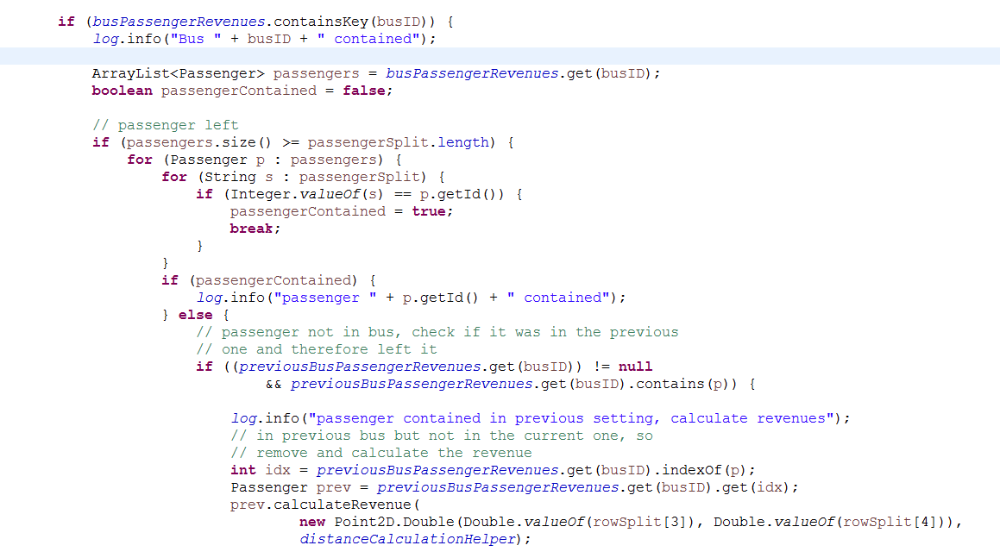 if (busPassengerRevenues.containsKey(busID)) {
log.info("Bus " + busID + " contained");
ArrayList<Passenger> passengers = busPassengerRevenues.get(busID);
boolean passengerContained = false;
// passenger left
if (passengers.size() >= passengerSplit.length) {
for (Passenger p : passengers) {
for (String s : passengerSplit) {
if (Integer.valueOf(s) == p.getId()) {
passengerContained = true;
break;
}
}
if (passengerContained) {
log.info("passenger " + p.getId() + " contained");
} else {
// passenger not in bus, check if it was in the previous
// one and therefore left it
if ((previousBusPassengerRevenues.get(busID)) != null
&& previousBusPassengerRevenues.get(busID).contains(p)) {
log.info("passenger contained in previous setting, calculate revenues");
// in previous bus but not in the current one, so
// remove and calculate the revenue
int idx = previousBusPassengerRevenues.get(busID).indexOf(p);
Passenger prev = previousBusPassengerRevenues.get(busID).get(idx);
prev.calculateRevenue(
new Point2D.Double(Double.valueOf(rowSplit[3]), Double.valueOf(rowSplit[4])),
distanceCalculationHelper);